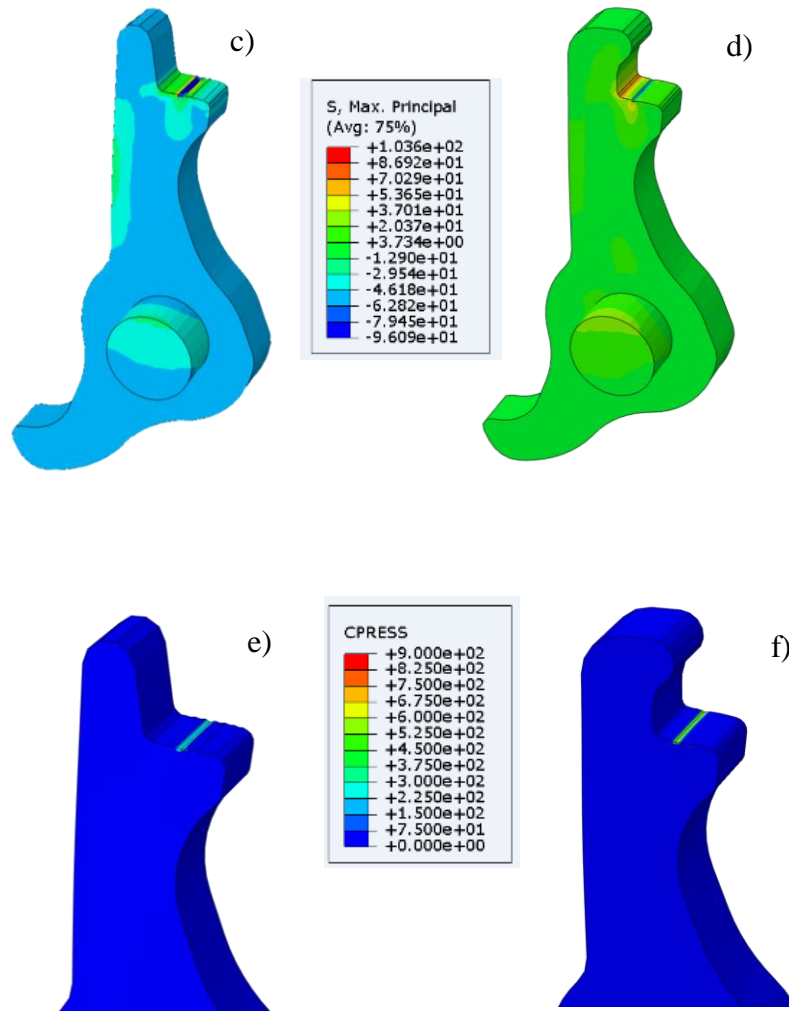 c)
d)
S, Max. Principal
(Avg: 75%)
+1.036e+02
+8.692e+01
+7.029e+01
+5.365e+01
+3.701e+01
+2.037e+01
+3.734e+00
-1.290e+01
-2.954e+01
-4.618e+01
-6.282e+01
-7.945e+01
-9.609e+01
e)
f)
CPRESS
+9.000e+02
+8.250e+02
+7.500e+02
+6.750e+02
+6.000e+02
+5.250e+02
+4.500e+02
+3.750e+02
+3.000e+02
+2.250e+02
+1.500e+02
+7.500e+01
+0.000e+00